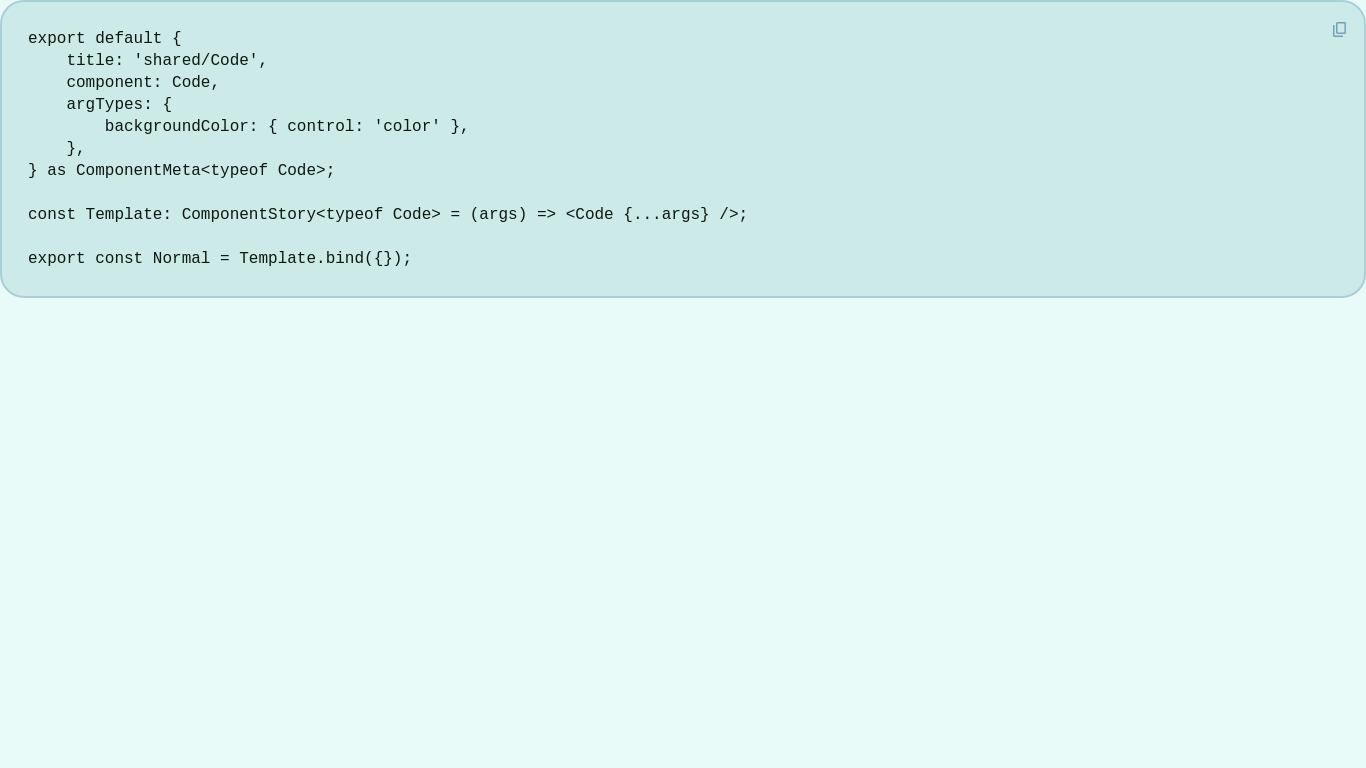 export default {
    title: 'shared/Code',
    component: Code,
    argTypes: {
        backgroundColor: { control: 'color' },
    },
} as ComponentMeta<typeof Code>;

const Template: ComponentStory<typeof Code> = (args) => <Code {...args} />;

export const Normal = Template.bind({});